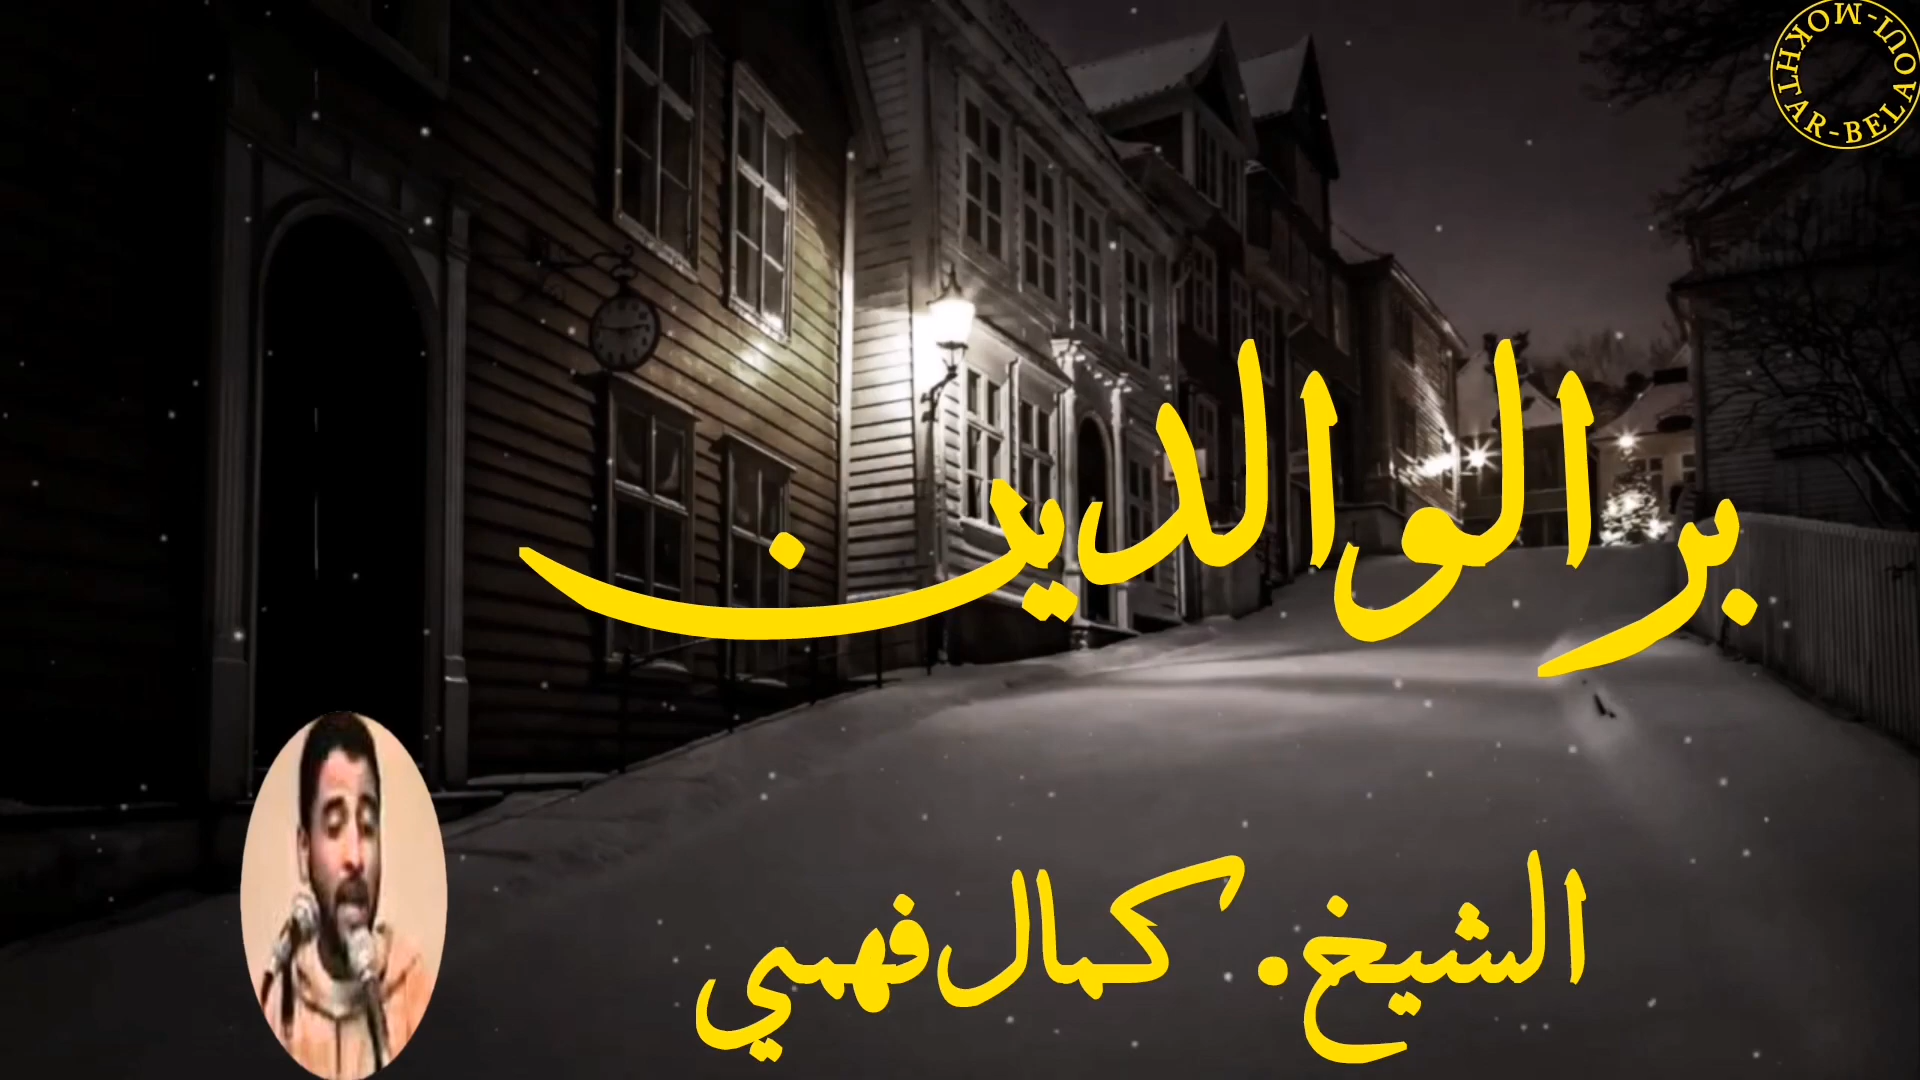 MOKHTAR-BELAOUI-
بر الوالدين
الشيخ. كمال فهمي